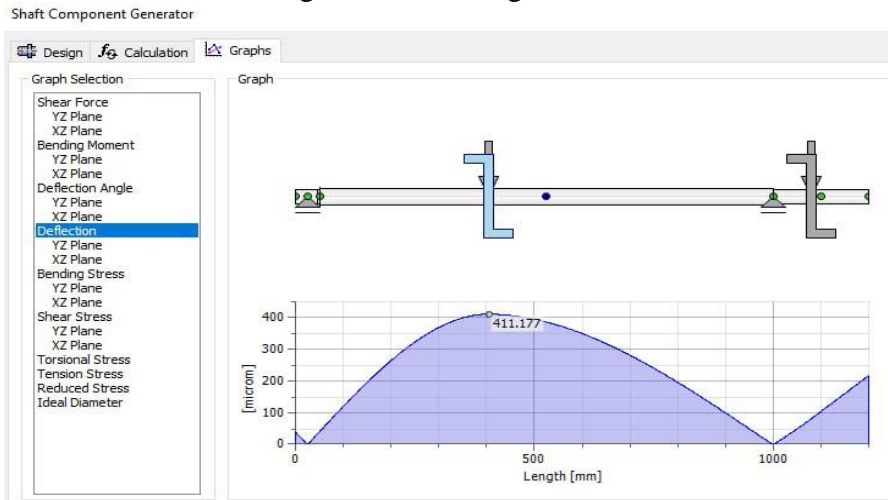 Shaft Component Generator
Design fG Calculation Graphs
Graph Selection
Graph
Shear Force
YZ Plane
XZ Plane
Bending Moment
YZ Plane
XZ Plane
Deflection Angle
YZ Plane
XZ Plane
Deflection
YZ Plane
XZ Plane
Bending Stress
YZ Plane
XZ Plane
Shear Stress
YZ Plane
XZ Plane
Torsional Stress
Tension Stress
Reduced Stress
Ideal Diameter
411.177
400
300
200
100
0
[microm]
0 500 1000
Length [mm]